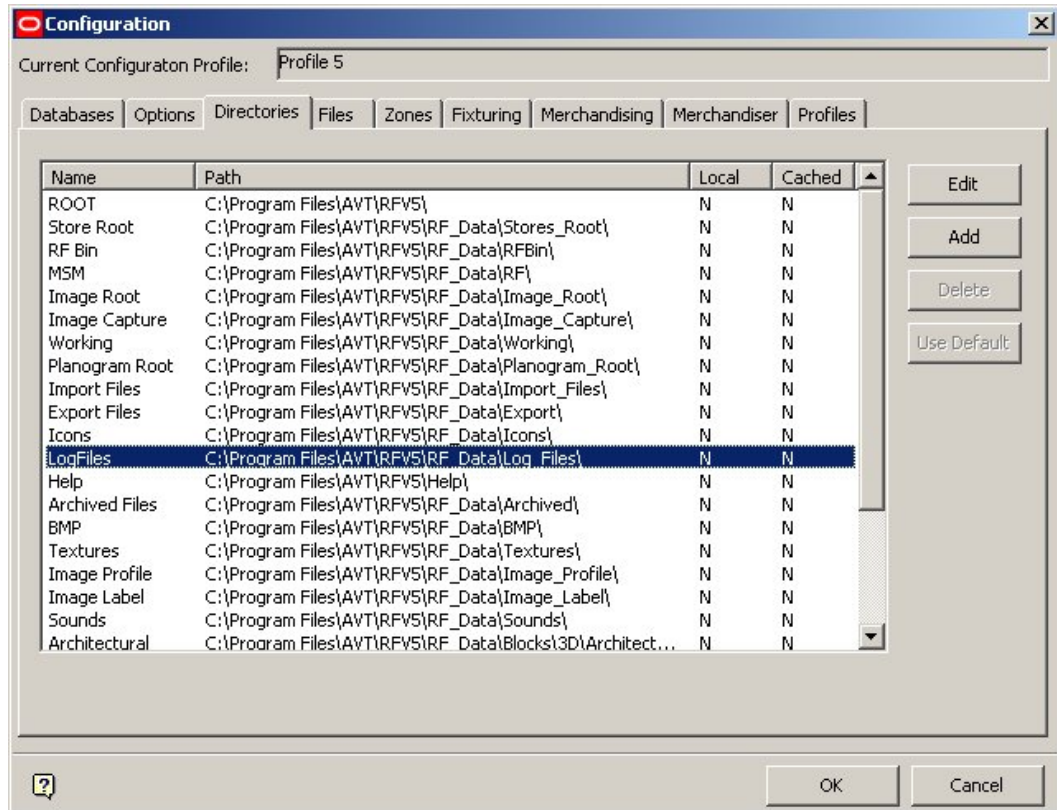 Configuration
Current Configuraton Profile: Profile 5
Databases Options Directories Files Zones Fixturing Merchandising Merchandiser Profiles
Name Path Local Cached
ROOT C:\Program Files\AVT\RFV5\ N N
Store Root C:\Program Files\AVT\RFV5\RF_Data\Stores_Root\ N N
RF Bin C:\Program Files\AVT\RFV5\RF_Data\RFBin\ N N
MSM C:\Program Files\AVT\RFV5\RF_Data\RF\ N N
Image Root C:\Program Files\AVT\RFV5\RF_Data\Image_Root\ N N
Image Capture C:\Program Files\AVT\RFV5\RF_Data\Image_Capture\ N N
Working C:\Program Files\AVT\RFV5\RF_Data\Working\ N N
Planogram Root C:\Program Files\AVT\RFV5\RF_Data\Planogram_Root\ N N
Import Files C:\Program Files\AVT\RFV5\RF_Data\Import_Files\ N N
Export Files C:\Program Files\AVT\RFV5\RF_Data\Export\ N N
Icons C:\Program Files\AVT\RFV5\RF_Data\Icons\ N N
LogFiles C:\Program Files\AVT\RFV5\RF_Data\Log_Files\ N N
Help C:\Program Files\AVT\RFV5\Help\ N N
Archived Files C:\Program Files\AVT\RFV5\RF_Data\Archived\ N N
BMP C:\Program Files\AVT\RFV5\RF_Data\BMP\ N N
Textures C:\Program Files\AVT\RFV5\RF_Data\Textures\ N N
Image Profile C:\Program Files\AVT\RFV5\RF_Data\Image_Profile\ N N
Image Label C:\Program Files\AVT\RFV5\RF_Data\Image_Label\ N N
Sounds C:\Program Files\AVT\RFV5\RF_Data\Sounds\ N N
Architectural C:\Program Files\AVT\RFV5\RF_Data\Blocks\3D\Architect... N N
Edit
Add
Delete
Use Default
OK Cancel